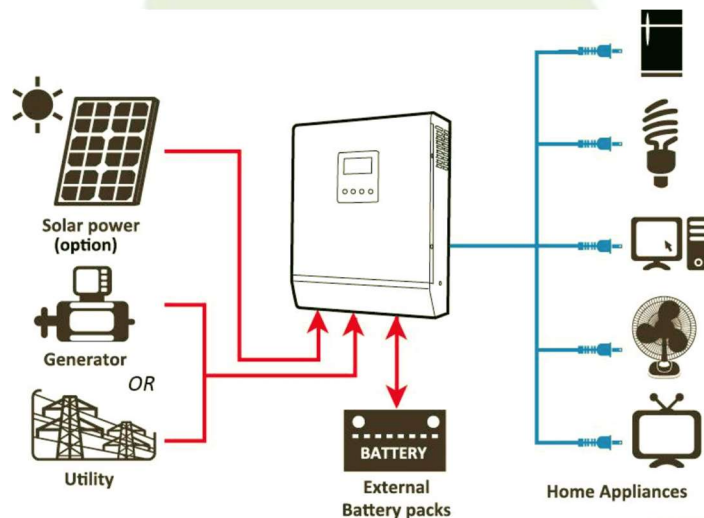 Solar power
(option)
Generator
OR
Utility
BATTERY
External
Battery packs
Home Appliances